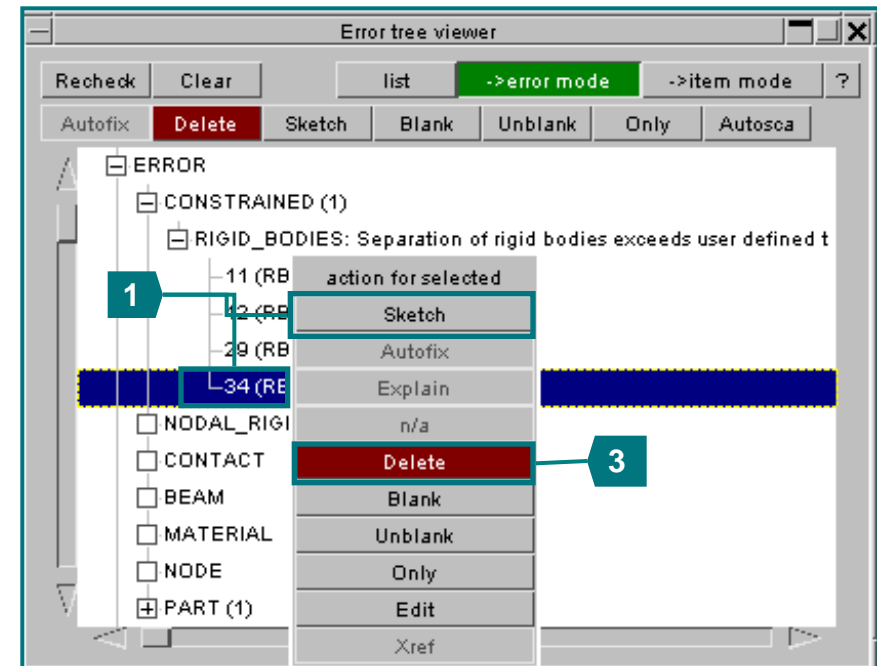 Error tree viewer
Recheck Clear list ->error mode ->item mode ?
Autofix Delete Sketch Blank Unblank Only Autosca
ERROR
CONSTRAINED (1)
RIGID_BODIES: Separation of rigid bodies exceeds user defined t
11 (RB
12 (RB
29 (RB
34 (RB
NODAL_RIGI
CONTACT
BEAM
MATERIAL
NODE
PART (1)
action for selected
Sketch
Autofix
Explain
n/a
Delete
Blank
Unblank
Only
Edit
Xref
1
3